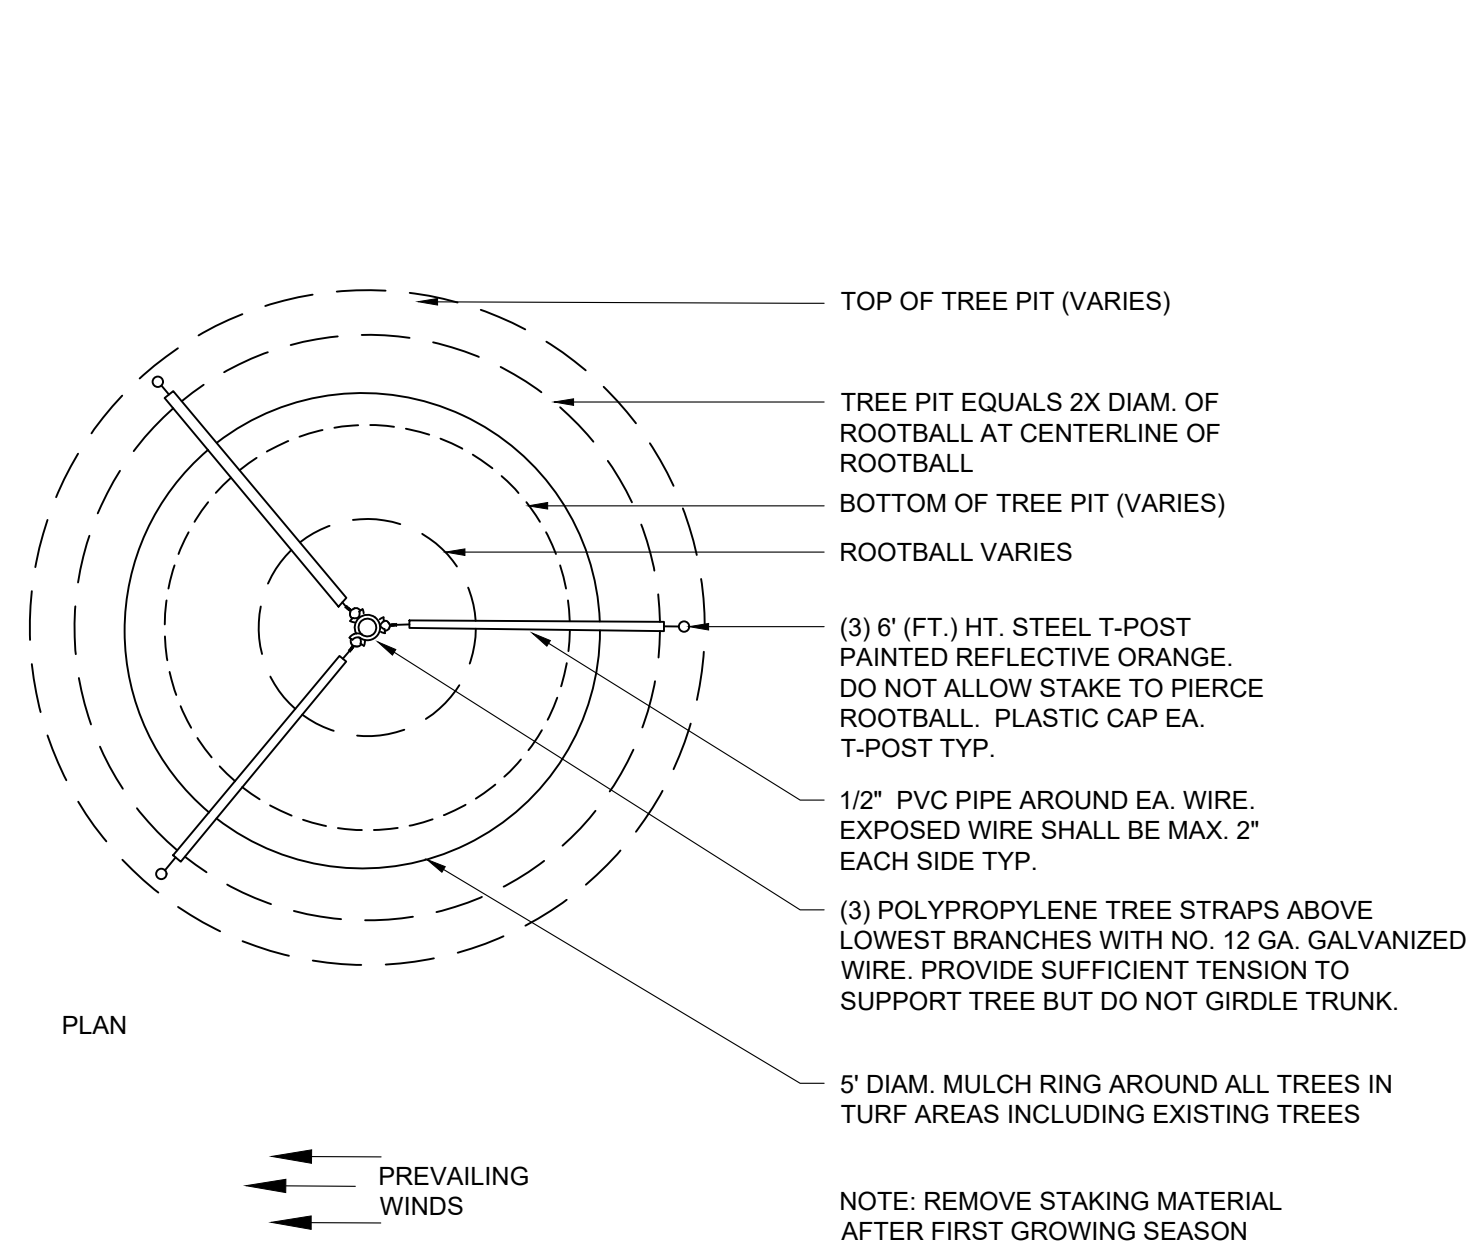 TOP OF TREE PIT (VARIES)
TREE PIT EQUALS 2X DIAM. OF
ROOTBALL AT CENTERLINE OF
ROOTBALL
BOTTOM OF TREE PIT (VARIES)
ROOTBALL VARIES
(3) 6' (FT.) HT. STEEL T-POST
PAINTED REFLECTIVE ORANGE.
DO NOT ALLOW STAKE TO PIERCE
ROOTBALL.  PLASTIC CAP EA.
T-POST TYP.
1/2"  PVC PIPE AROUND EA. WIRE.
EXPOSED WIRE SHALL BE MAX. 2"
EACH SIDE TYP.
(3) POLYPROPYLENE TREE STRAPS ABOVE
LOWEST BRANCHES WITH NO. 12 GA. GALVANIZED
WIRE. PROVIDE SUFFICIENT TENSION TO
SUPPORT TREE BUT DO NOT GIRDLE TRUNK.
PLAN
5' DIAM. MULCH RING AROUND ALL TREES IN
TURF AREAS INCLUDING EXISTING TREES
PREVAILING
WINDS
NOTE: REMOVE STAKING MATERIAL
AFTER FIRST GROWING SEASON